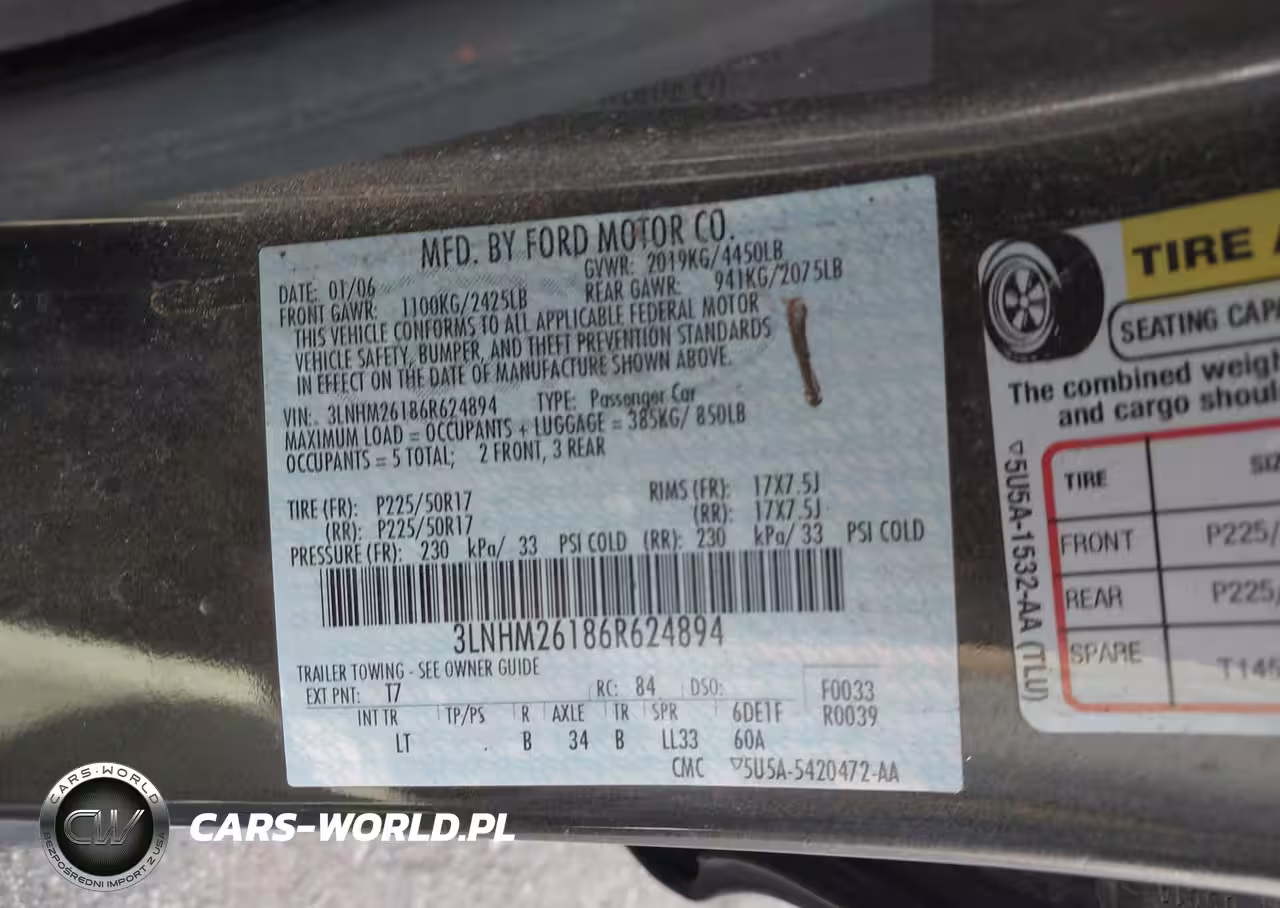 MFD. BY FORD MOTOR CO.
DATE: 01/06 GVWR: 2019KG/4450LB
FRONT GAWR: 1100KG/2425LB REAR GAWR: 941KG/2075LB
THIS VEHICLE CONFORMS TO ALL APPLICABLE FEDERAL MOTOR
VEHICLE SAFETY, BUMPER, AND THEFT PREVENTION STANDARDS
IN EFFECT ON THE DATE OF MANUFACTURE SHOWN ABOVE.
VIN: 3LNHM26186R624894 TYPE: Passenger Car
MAXIMUM LOAD = OCCUPANTS + LUGGAGE = 385KG/ 850LB
OCCUPANTS = 5 TOTAL; 2 FRONT, 3 REAR
TIRE (FR): P225/50R17 RIMS (FR): 17X7.5J
(RR): P225/50R17 (RR): 17X7.5J
PRESSURE (FR): 230 kPa/ 33 PSI COLD (RR): 230 kPa/ 33 PSI COLD
3LNHM26186R624894
TRAILER TOWING - SEE OWNER GUIDE
EXT PNT: T7 RC: 84 DSO: F0033
INT TR TP/PS R AXLE TR SPR 6DE1F R0039
LT . B 34 B LL33 60A
CMC ▽5U5A-5420472-AA
TIRE A
SEATING CAPA
The combined weigh
and cargo shoul
▽5U5A-1532-AA (TLU)
TIRE SIZ
FRONT P225/
REAR P225/
SPARE T145
CARS-WORLD
CW
BEZPOŚREDNI IMPORT Z USA
CARS-WORLD.PL